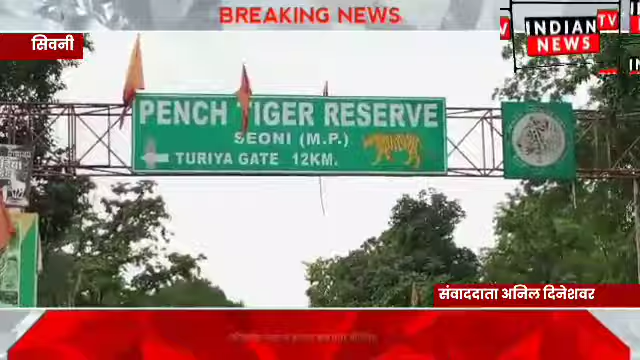 BREAKING NEWS
सिवनी
INDIAN TV
NEWS
PENCH TIGER RESERVE
SEONI (M.P.)
TURIYA GATE 12KM.
संवाददाता अनिल दिनेशवर